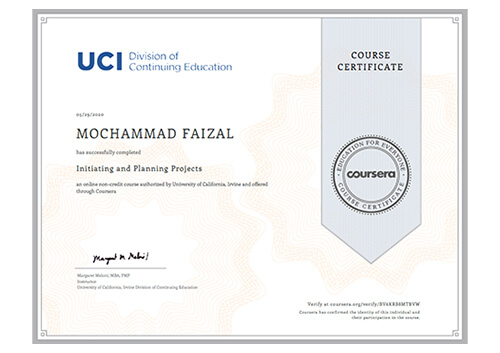 UCI Division of
Continuing Education
COURSE
CERTIFICATE
05/19/2020
MOCHAMMAD FAIZAL
has successfully completed
Initiating and Planning Projects
an online non-credit course authorized by University of California, Irvine and offered
through Coursera
EDUCATION FOR EVERYONE
coursera
COURSE CERTIFICATE
Margaret Meloni, MBA, PMP
Instructor
University of California, Irvine Division of Continuing Education
Verify at coursera.org/verify/
Coursera has confirmed the identity of this individual and
their participation in the course.